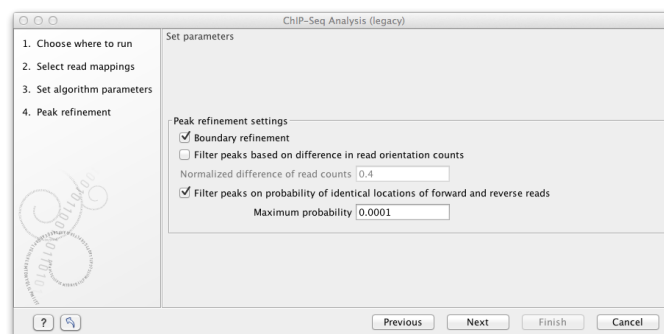 ChIP-Seq Analysis (legacy)
1. Choose where to run
2. Select read mappings
3. Set algorithm parameters
4. Peak refinement
Set parameters
Peak refinement settings
Boundary refinement
Filter peaks based on difference in read orientation counts
Normalized difference of read counts 0.4
Filter peaks on probability of identical locations of forward and reverse reads
Maximum probability 0.0001
? Previous Next Finish Cancel